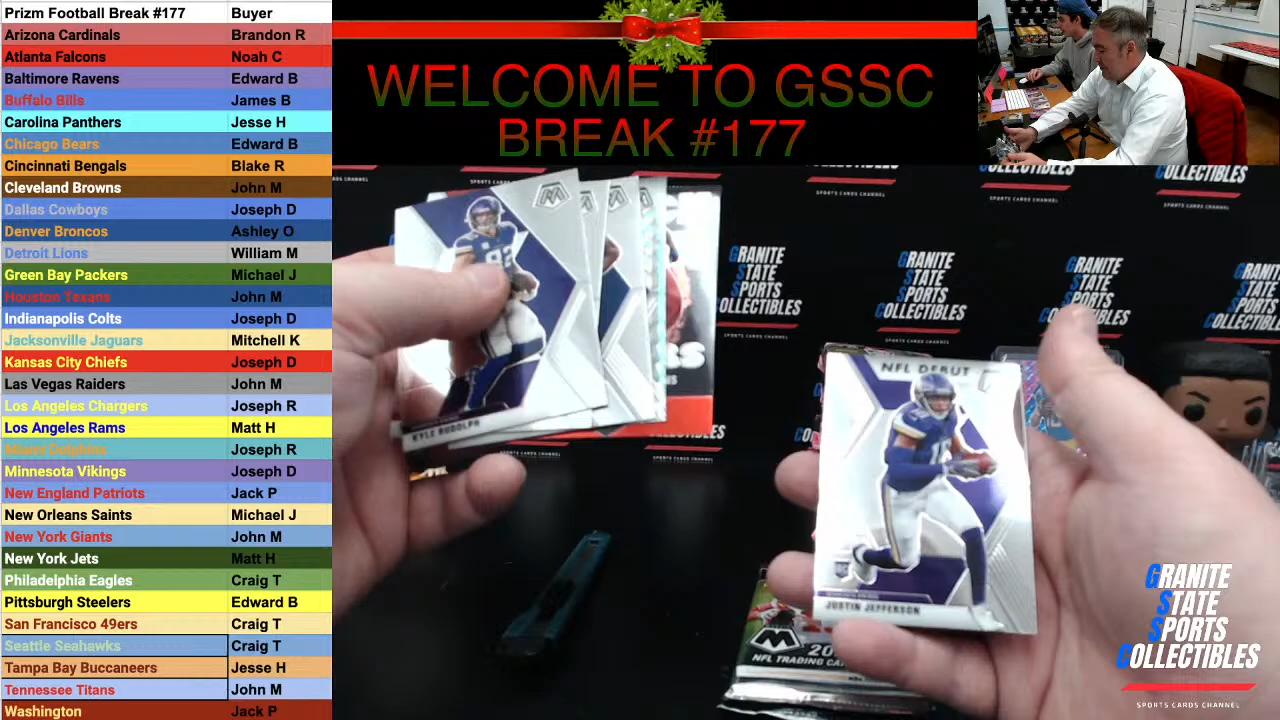 Prizm Football Break #177 Buyer
Arizona Cardinals Brandon R
Atlanta Falcons Noah C
Baltimore Ravens Edward B
Buffalo Bills James B
Carolina Panthers Jesse H
Chicago Bears Edward B
Cincinnati Bengals Blake R
Cleveland Browns John M
Dallas Cowboys Joseph D
Denver Broncos Ashley O
Detroit Lions William M
Green Bay Packers Michael J
Houston Texans John M
Indianapolis Colts Joseph D
Jacksonville Jaguars Mitchell K
Kansas City Chiefs Joseph D
Las Vegas Raiders John M
Los Angeles Chargers Joseph R
Los Angeles Rams Matt H
Miami Dolphins Joseph R
Minnesota Vikings Joseph D
New England Patriots Jack P
New Orleans Saints Michael J
New York Giants John M
New York Jets Matt H
Philadelphia Eagles Craig T
Pittsburgh Steelers Edward B
San Francisco 49ers Craig T
Seattle Seahawks Craig T
Tampa Bay Buccaneers Jesse H
Tennessee Titans John M
Washington Jack P
WELCOME TO GSSC
BREAK #177
GRANITE
STATE
SPORTS
COLLECTIBLES
SPORTS CARDS CHANNEL
KYLE RUDOLPH
NFL DEBUT
JUSTIN JEFFERSON
RC
NFL TRADING
GRANITE
STATE
SPORTS
COLLECTIBLES
SPORTS CARDS CHANNEL